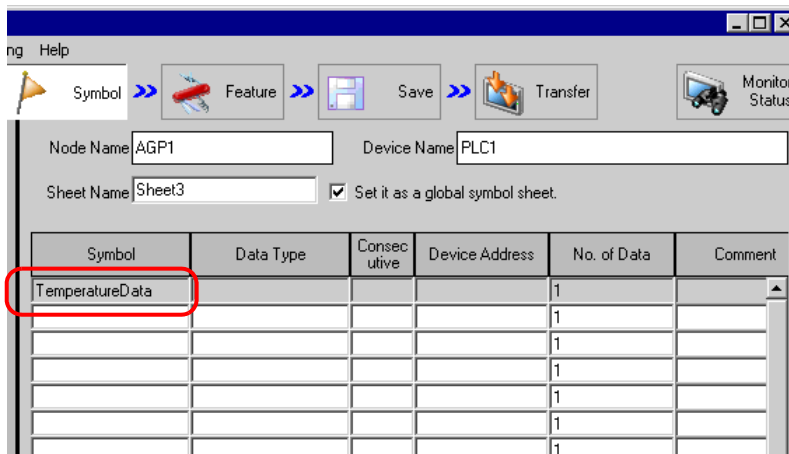 ng Help
Symbol Feature Save Transfer Monito
Status
Node Name AGP1 Device Name PLC1
Sheet Name Sheet3 Set it as a global symbol sheet.
Symbol Data Type Consec
utive Device Address No. of Data Comment
TemperatureData 1
1
1
1
1
1
1